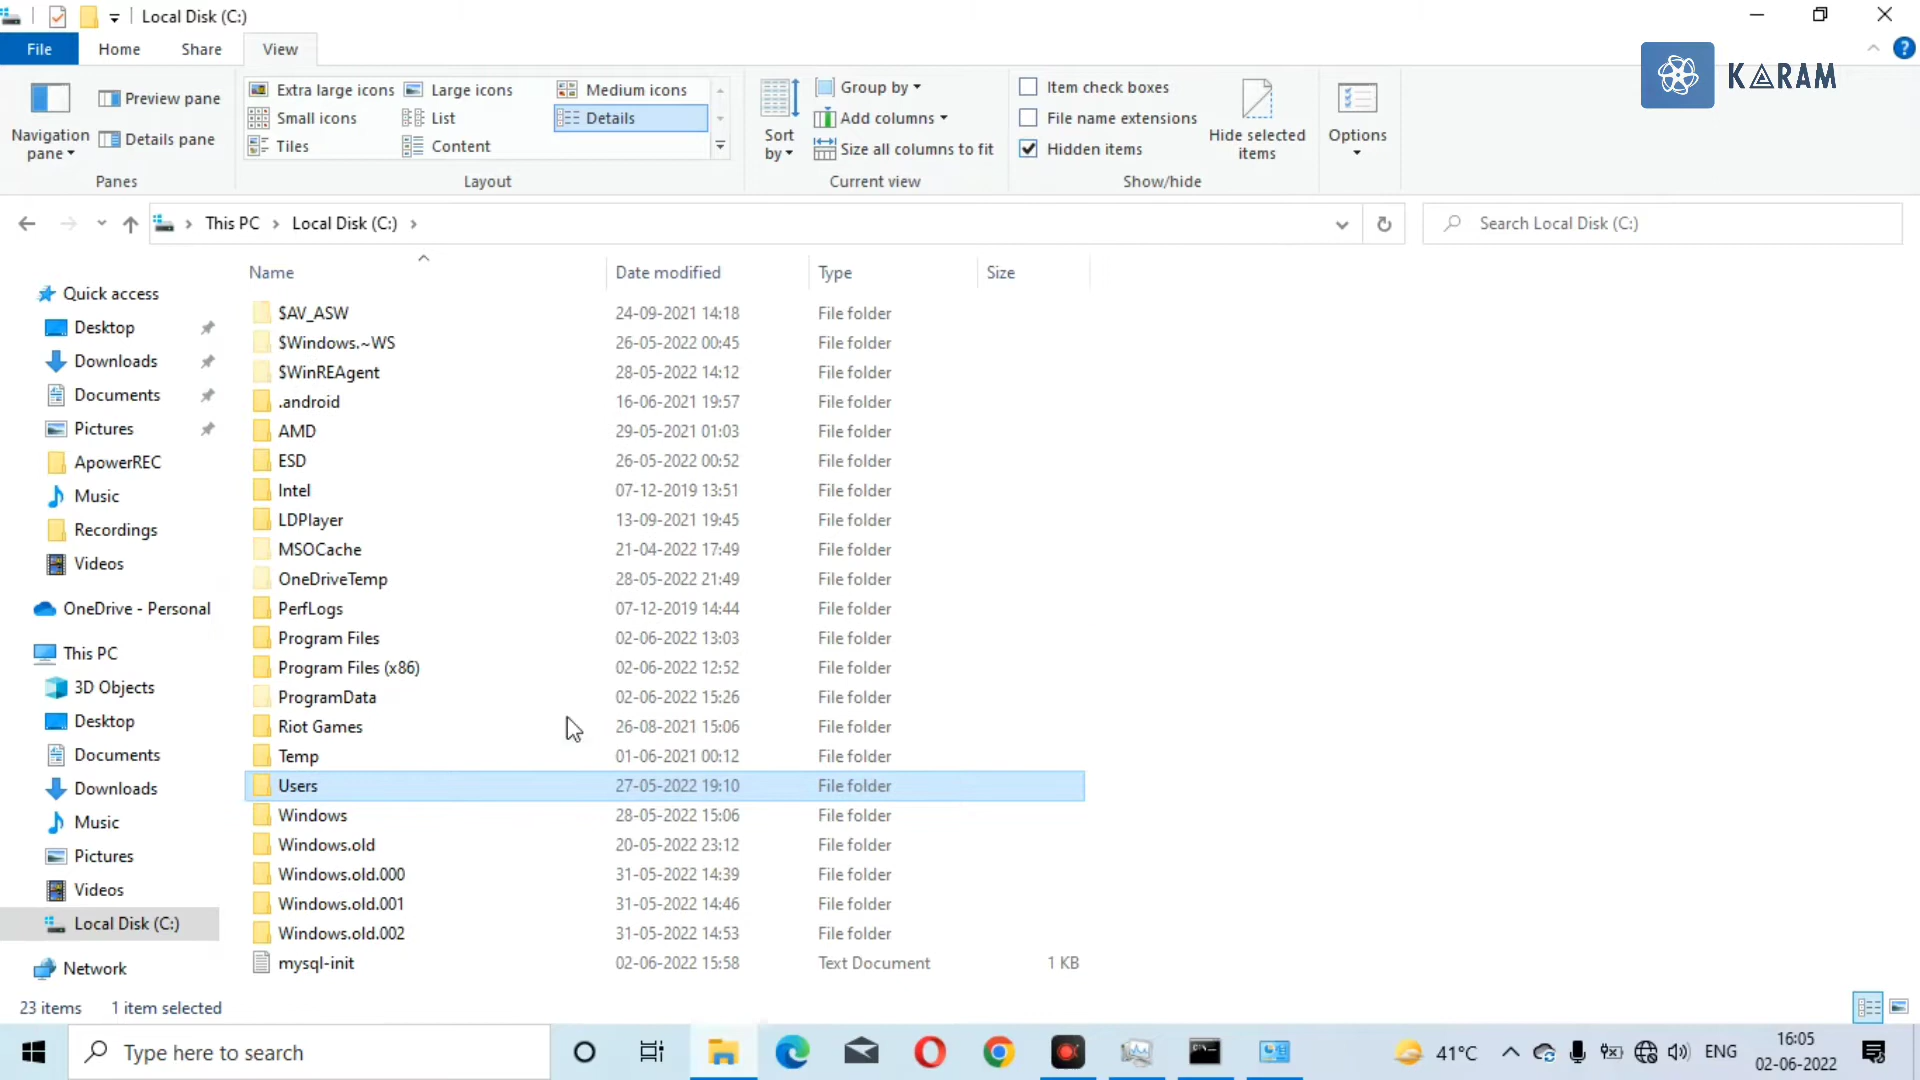 Local Disk (C:)
File Home Share View
KARAM
Navigation pane
Preview pane
Details pane
Panes
Extra large icons Large icons Medium icons
Small icons List Details
Tiles Content
Layout
Sort by
Group by
Add columns
Size all columns to fit
Current view
Item check boxes
File name extensions
Hidden items
Hide selected items
Show/hide
Options
This PC > Local Disk (C:) >
Search Local Disk (C:)
Quick access
Desktop
Downloads
Documents
Pictures
ApowerREC
Music
Recordings
Videos
OneDrive - Personal
This PC
3D Objects
Desktop
Documents
Downloads
Music
Pictures
Videos
Local Disk (C:)
Network
Name Date modified Type Size
$AV_ASW 24-09-2021 14:18 File folder
$Windows.~WS 26-05-2022 00:45 File folder
$WinREAgent 28-05-2022 14:12 File folder
.android 16-06-2021 19:57 File folder
AMD 29-05-2021 01:03 File folder
ESD 26-05-2022 00:52 File folder
Intel 07-12-2019 13:51 File folder
LDPlayer 13-09-2021 19:45 File folder
MSOCache 21-04-2022 17:49 File folder
OneDriveTemp 28-05-2022 21:49 File folder
PerfLogs 07-12-2019 14:44 File folder
Program Files 02-06-2022 13:03 File folder
Program Files (x86) 02-06-2022 12:52 File folder
ProgramData 02-06-2022 15:26 File folder
Riot Games 26-08-2021 15:06 File folder
Temp 01-06-2021 00:12 File folder
Users 27-05-2022 19:10 File folder
Windows 28-05-2022 15:06 File folder
Windows.old 20-05-2022 23:12 File folder
Windows.old.000 31-05-2022 14:39 File folder
Windows.old.001 31-05-2022 14:46 File folder
Windows.old.002 31-05-2022 14:53 File folder
mysql-init 02-06-2022 15:58 Text Document 1 KB
23 items 1 item selected
Type here to search
41°C
ENG
16:05
02-06-2022